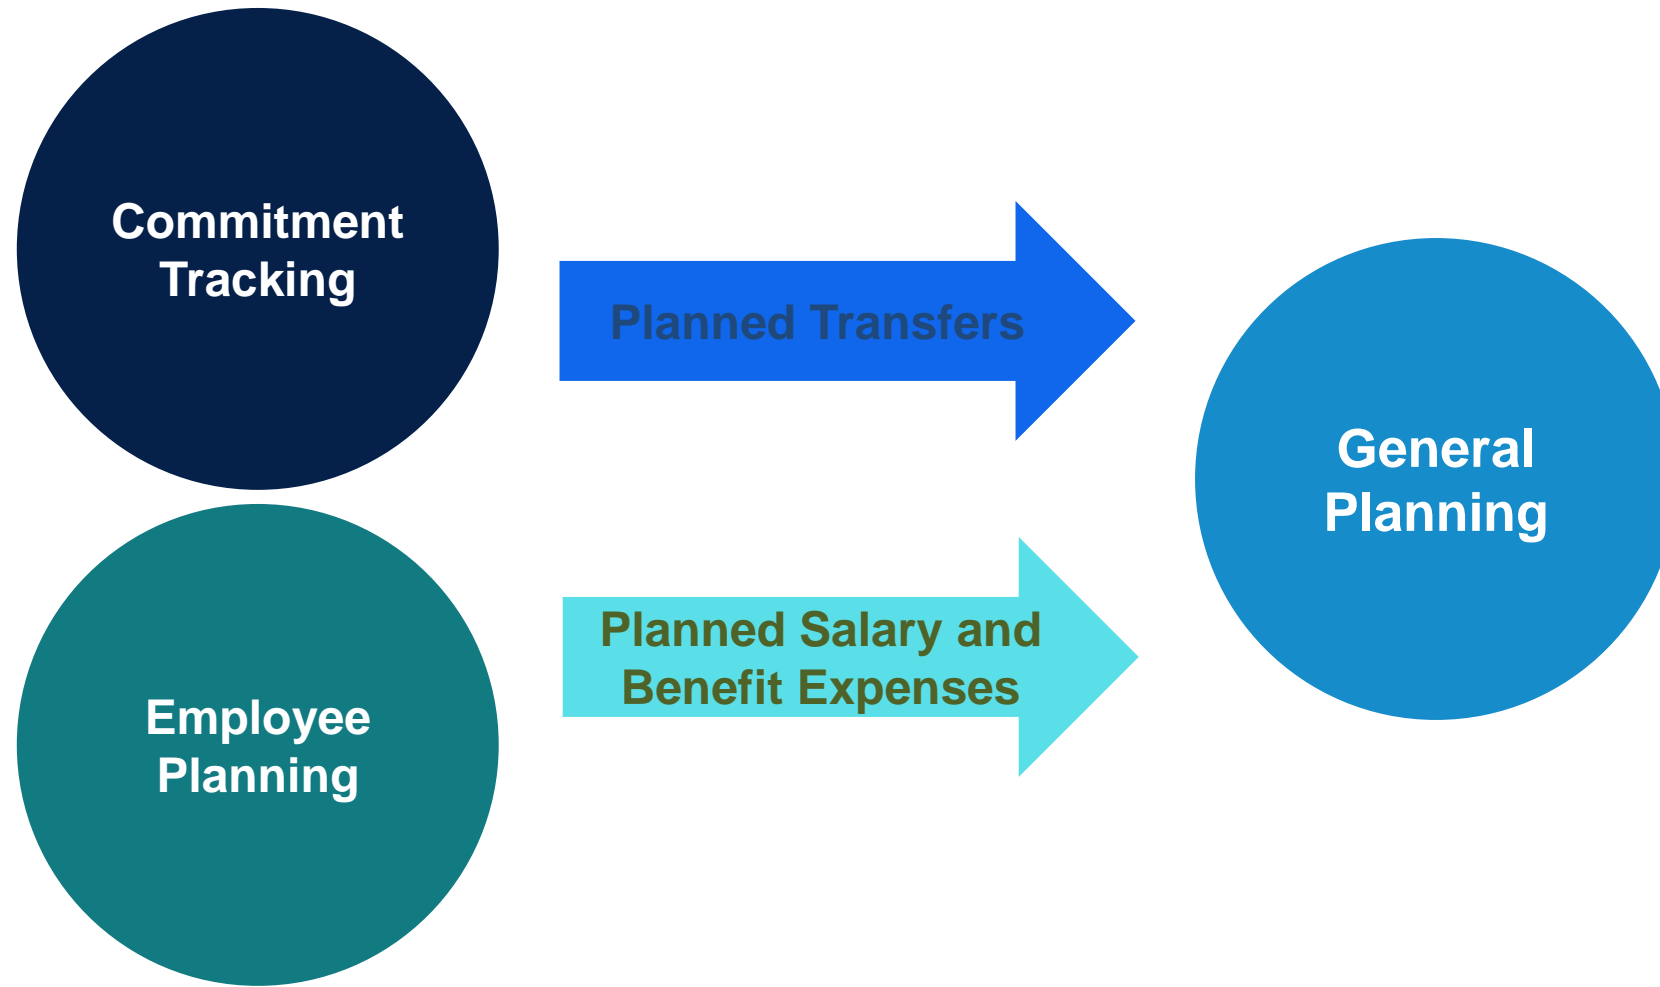 Commitment
Tracking
Planned Transfers
General
Planning
Planned Salary and
Benefit Expenses
Employee
Planning